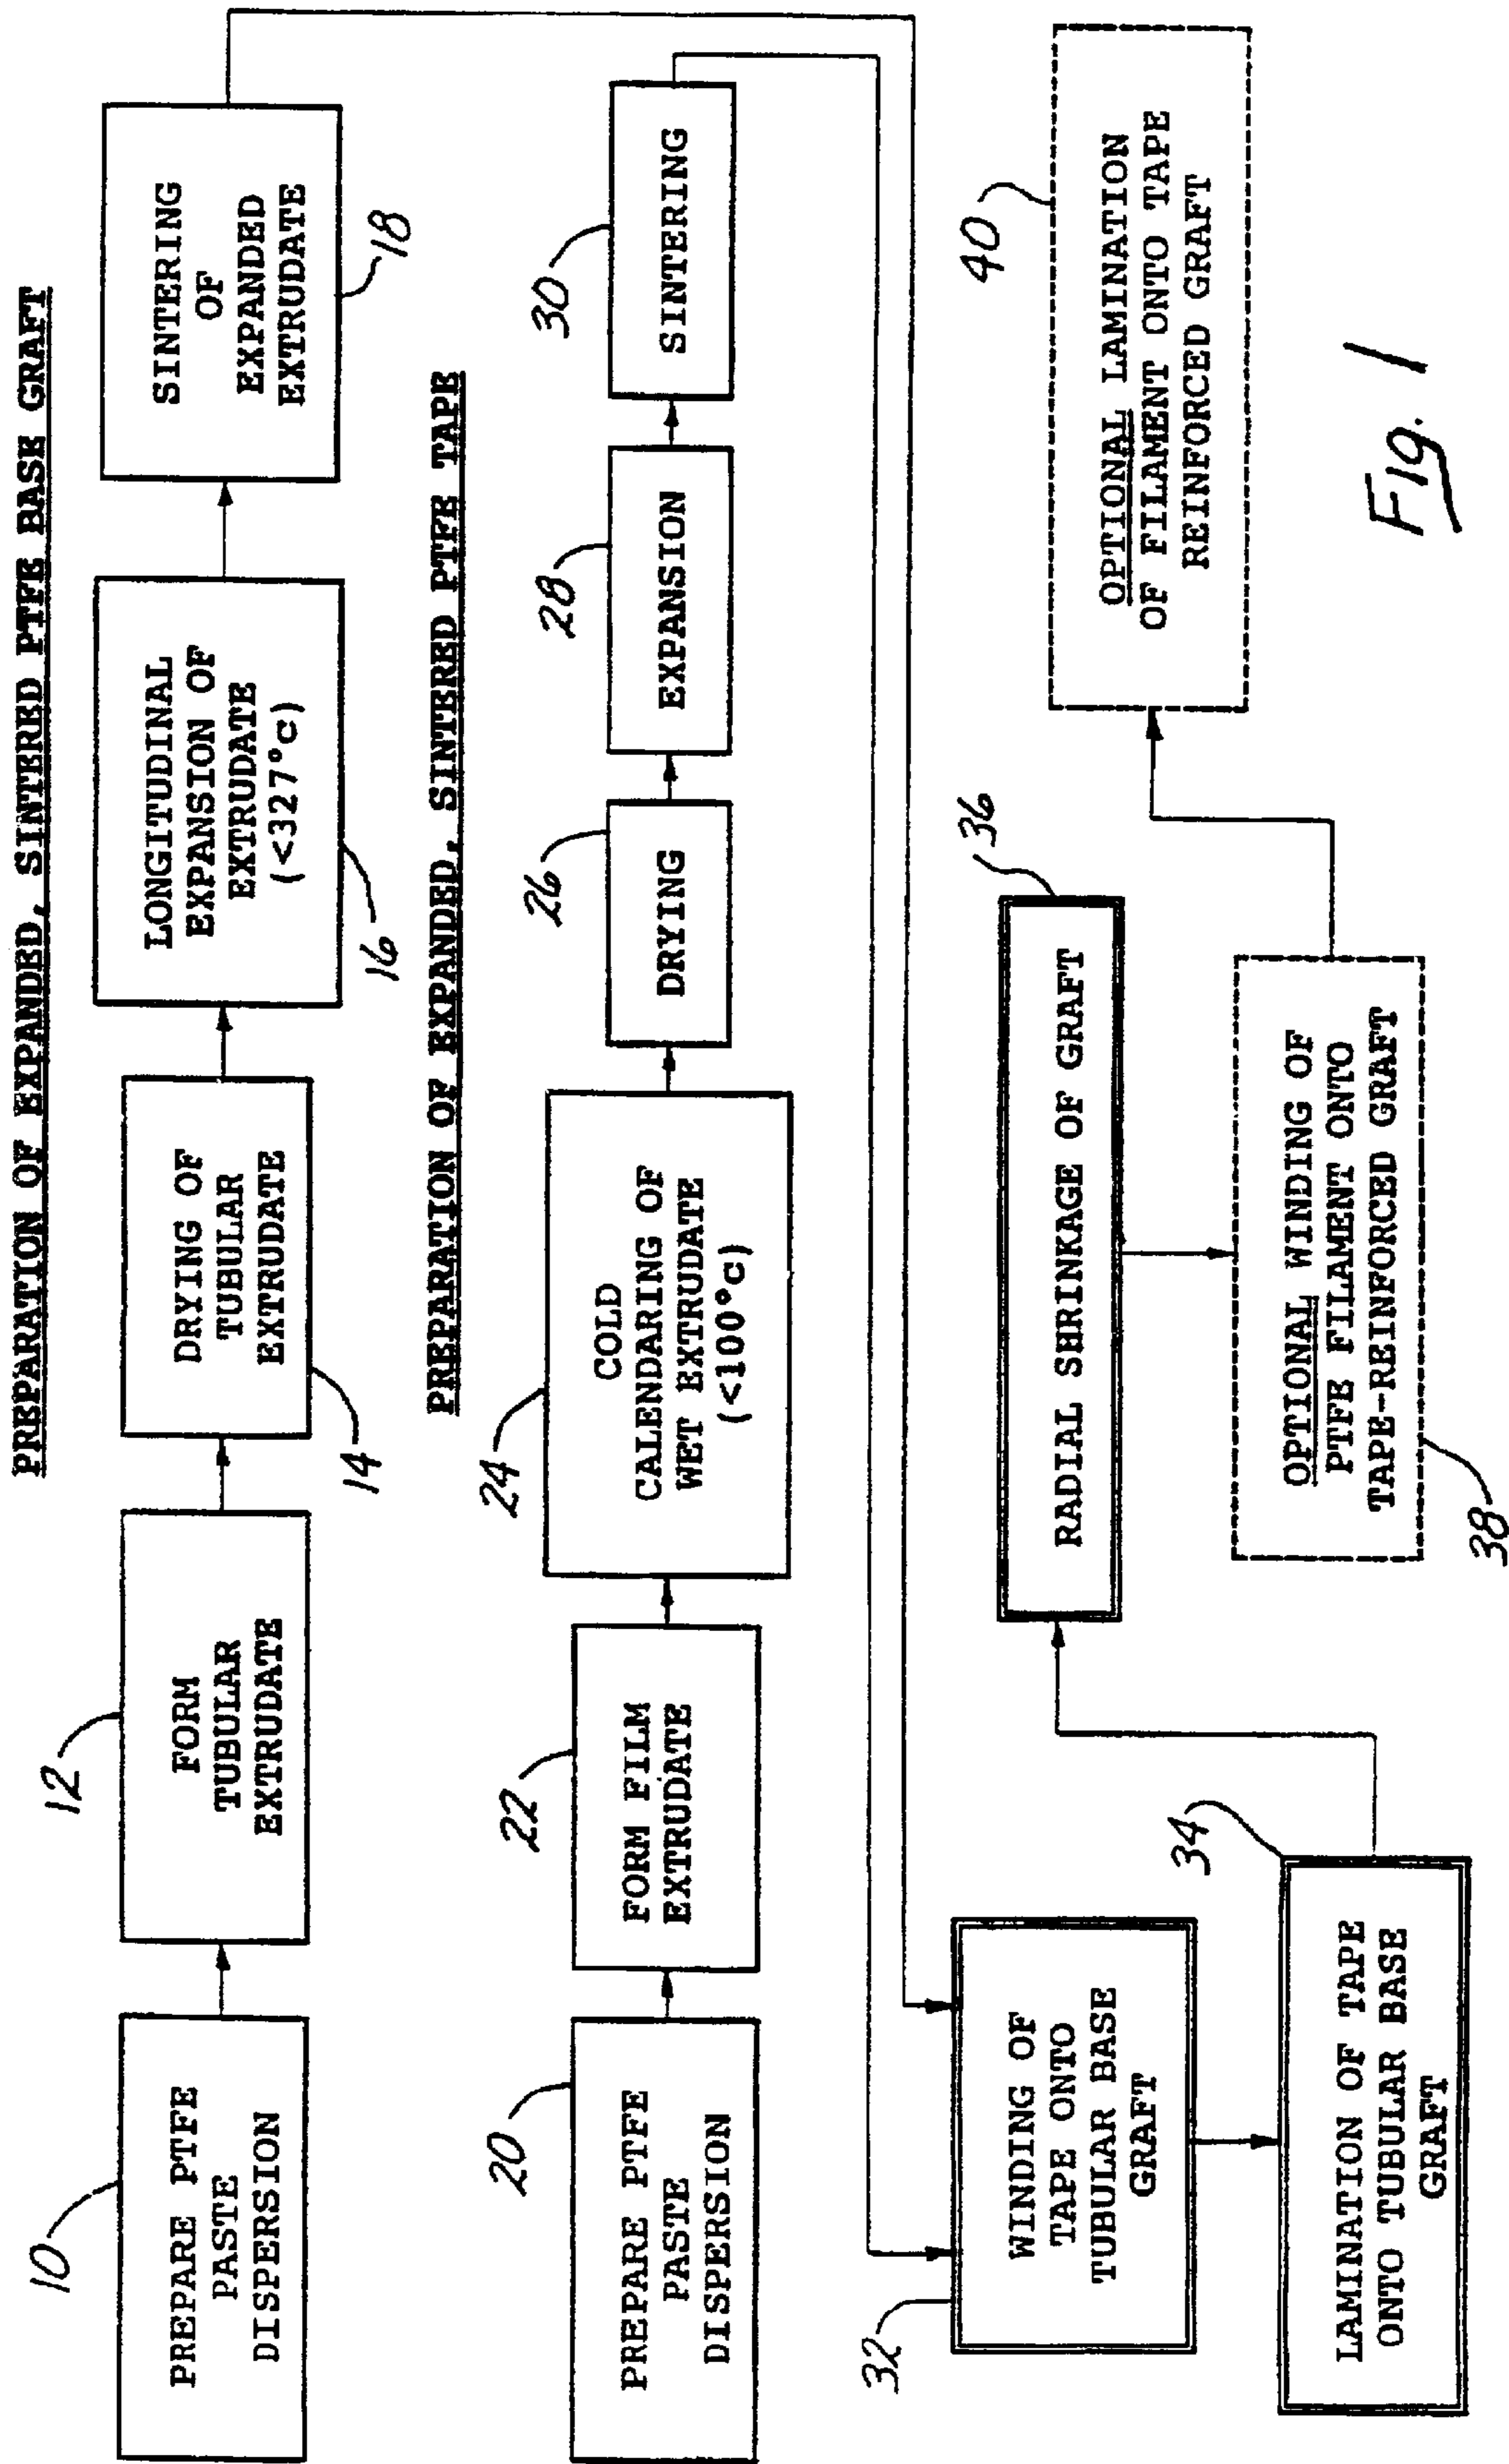 PREPARATION OF EXPANDED, SINTERED PTFE BASE GRAFT
10
PREPARE PTFE
PASTE
DISPERSION
12
FORM
TUBULAR
EXTRUDATE
14
DRYING OF
TUBULAR
EXTRUDATE
16
LONGITUDINAL
EXPANSION OF
EXTRUDATE
(<327°c)
18
SINTERING
OF
EXPANDED
EXTRUDATE
PREPARATION OF EXPANDED, SINTERED PTFE TAPE
20
PREPARE PTFE
PASTE
DISPERSION
22
FORM FILM
EXTRUDATE
24
COLD
CALENDARING OF
WET EXTRUDATE
(<100°c)
26
DRYING
28
EXPANSION
30
SINTERING
32
WINDING OF
TAPE ONTO
TUBULAR BASE
GRAFT
34
LAMINATION OF TAPE
ONTO TUBULAR BASE
GRAFT
36
RADIAL SHRINKAGE OF GRAFT
38
OPTIONAL WINDING OF
PTFE FILAMENT ONTO
TAPE-REINFORCED GRAFT
40
OPTIONAL LAMINATION
OF FILAMENT ONTO TAPE
REINFORCED GRAFT
Fig. 1